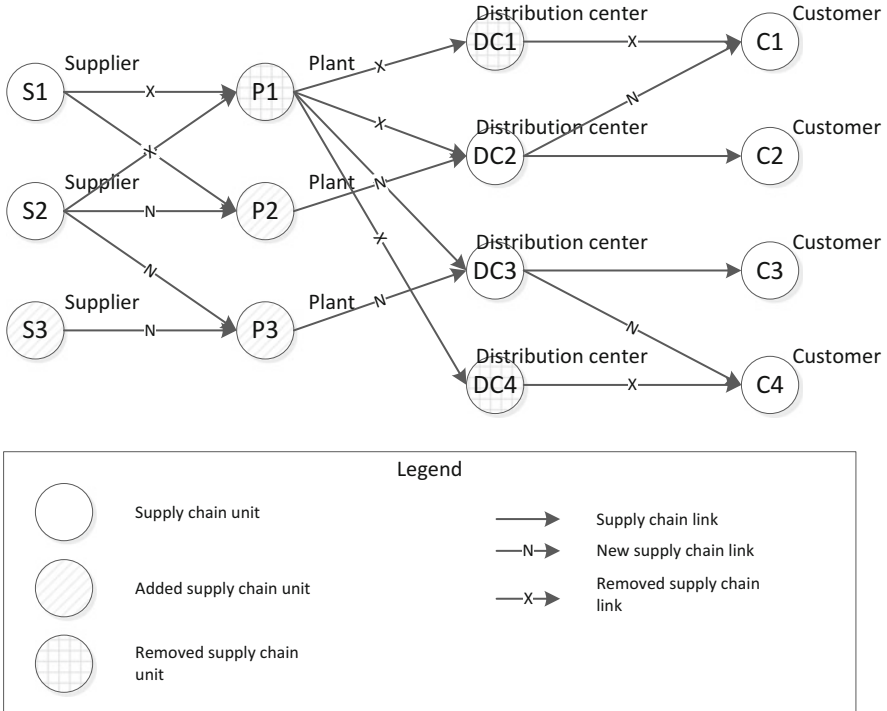 Distribution center
Customer
DC1
X
C1
Supplier
Plant
X
S1
X
P1
N
X
Distribution center
Customer
DC2
C2
X
Supplier
Plant
N
S2
N
P2
X
Distribution center
Customer
DC3
C3
N
Supplier
Plant
N
S3
N
P3
N
Distribution center
Customer
DC4
X
C4
Legend
Supply chain unit
Supply chain link
N
New supply chain link
Added supply chain unit
X
Removed supply chain
link
Removed supply chain
unit